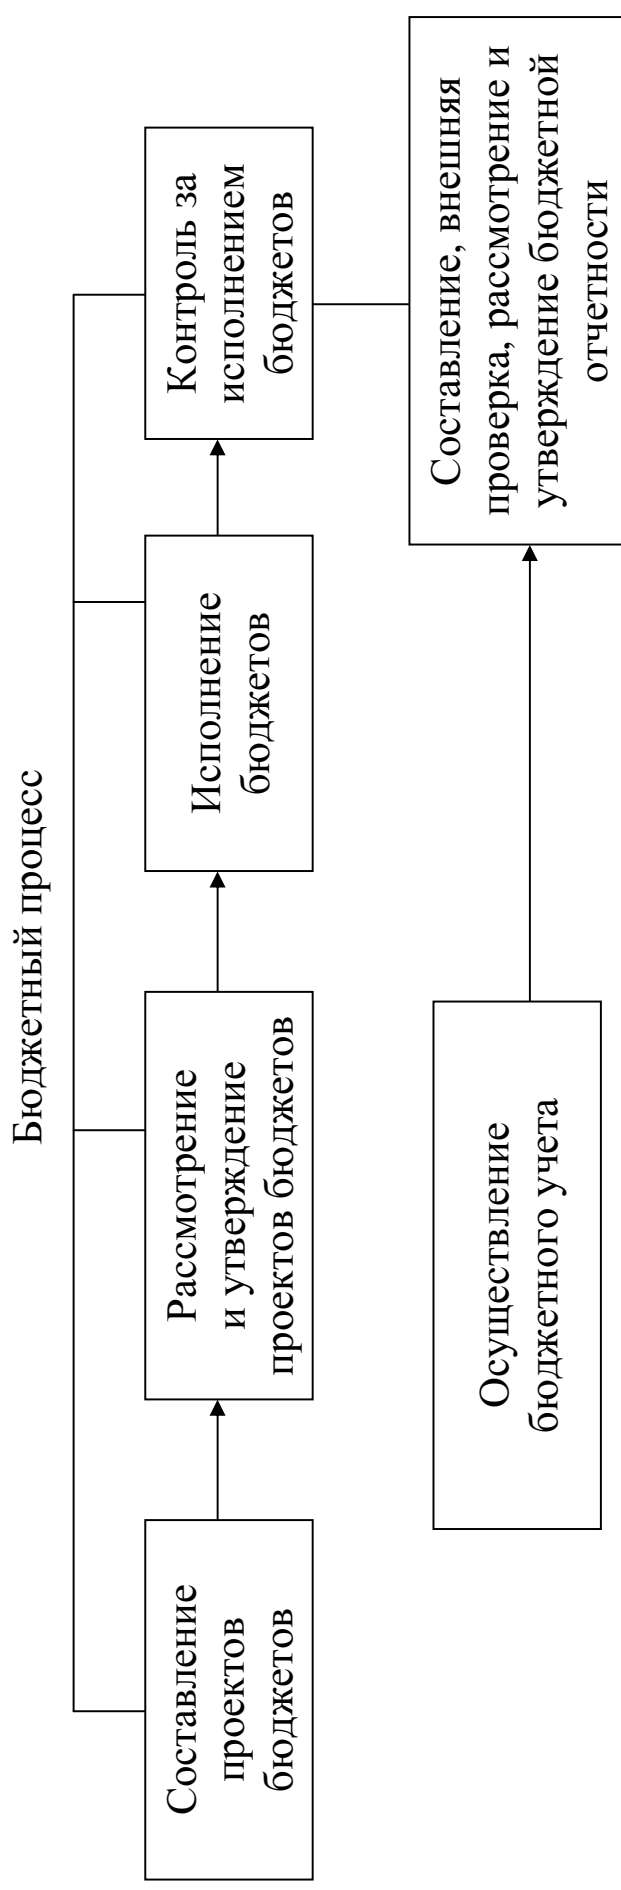 Бюджетный процесс
Составление
проектов
бюджетов
Рассмотрение
и утверждение
проектов бюджетов
Исполнение
бюджетов
Контроль за
исполнением
бюджетов
Осуществление
бюджетного учета
Составление, внешняя
проверка, рассмотрение и
утверждение бюджетной
отчетности